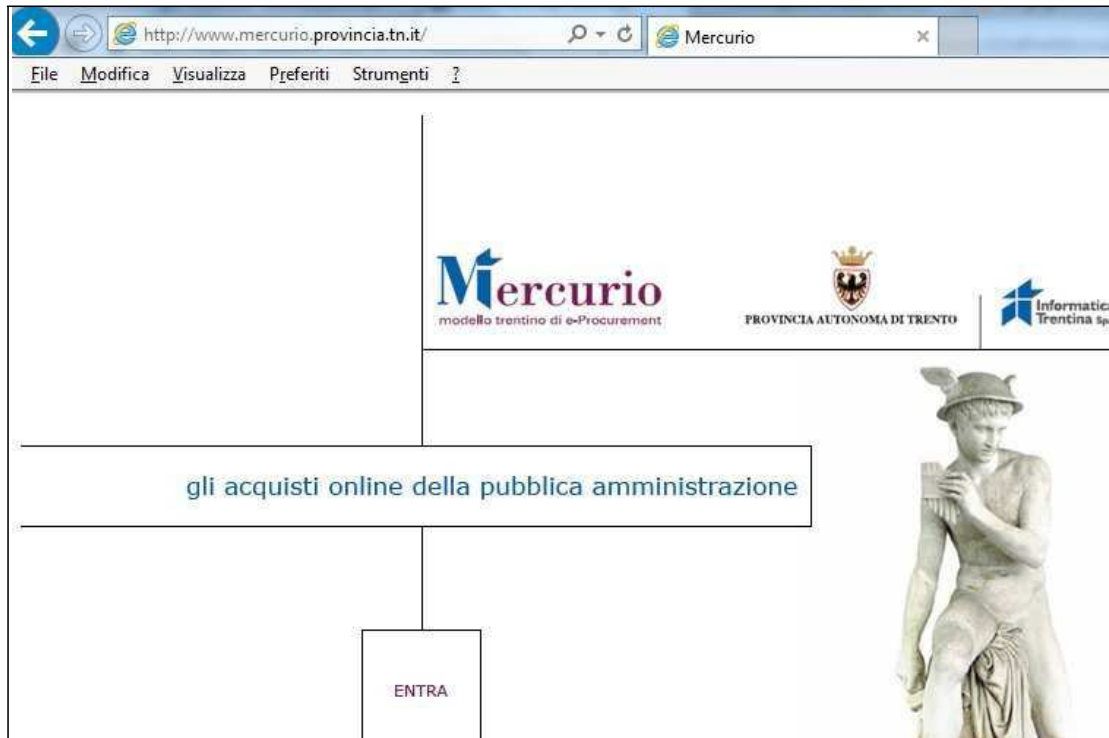 http://www.mercurio.provincia.tn.it/
Mercurio
File Modifica Visualizza Preferiti Strumenti ?
Mercurio
modello trentino di e-Procurement
PROVINCIA AUTONOMA DI TRENTO
Informatica
Trentina Sp
gli acquisti online della pubblica amministrazione
ENTRA